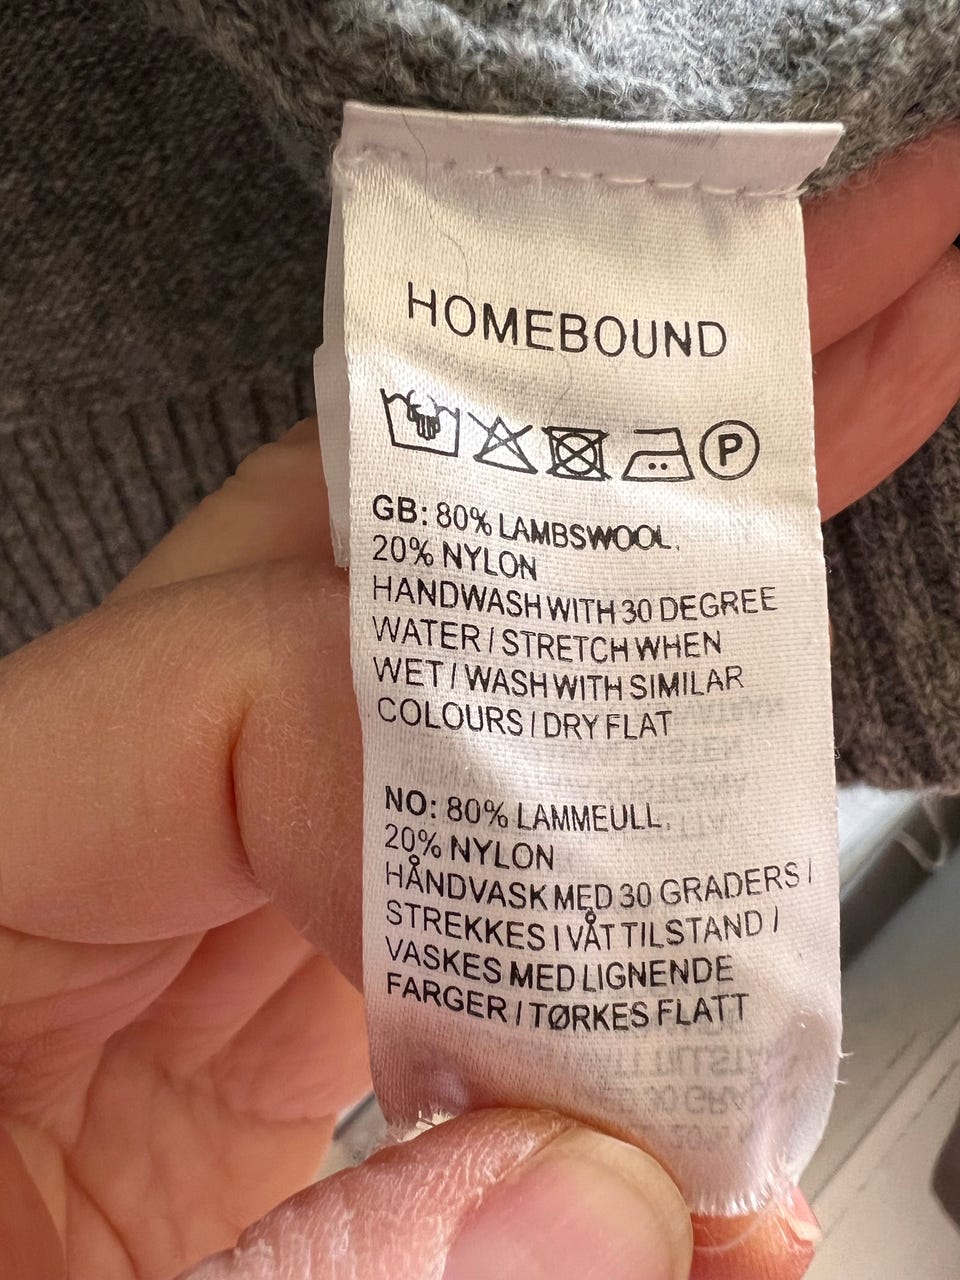 HOMEBOUND
P
GB: 80% LAMBSWOOL,
20% NYLON
HANDWASH WITH 30 DEGREE
WATER / STRETCH WHEN
WET / WASH WITH SIMILAR
COLOURS / DRY FLAT
NO: 80% LAMMEULL,
20% NYLON
HÅNDVASK MED 30 GRADERS /
STREKKES I VÅT TILSTAND /
VASKES MED LIGNENDE
FARGER / TØRKES FLATT